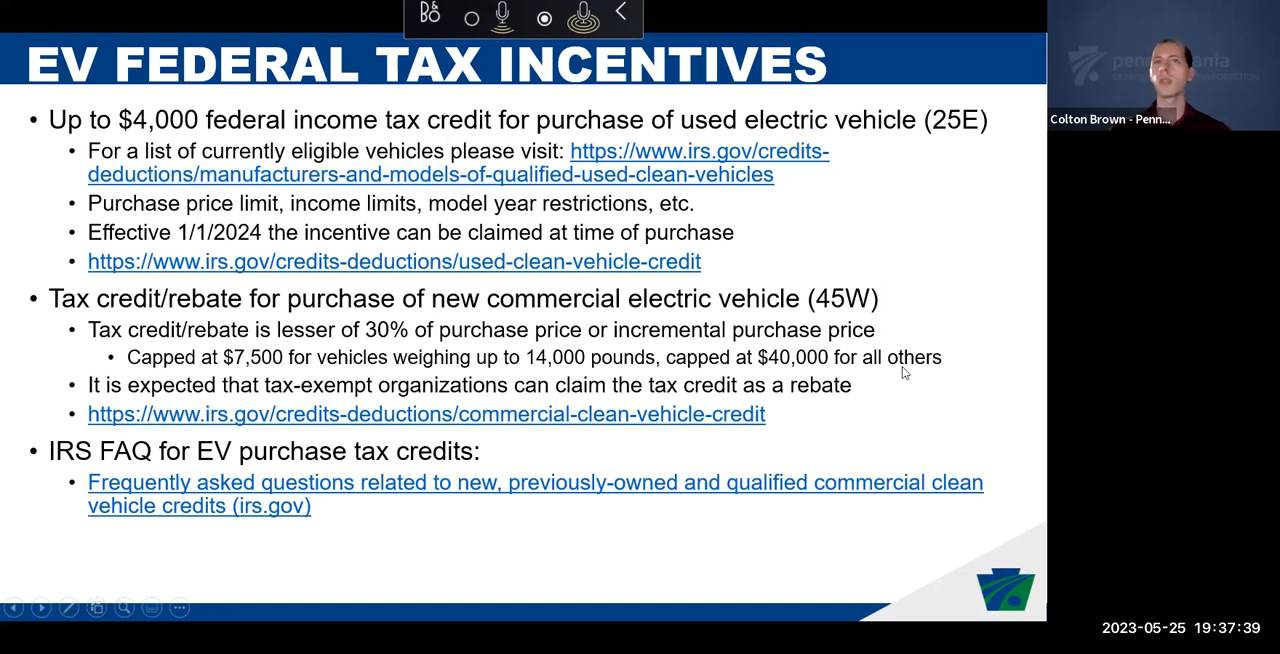 EV FEDERAL TAX INCENTIVES
• Up to $4,000 federal income tax credit for purchase of used electric vehicle (25E)
• For a list of currently eligible vehicles please visit: https://www.irs.gov/credits-
deductions/manufacturers-and-models-of-qualified-used-clean-vehicles
• Purchase price limit, income limits, model year restrictions, etc.
• Effective 1/1/2024 the incentive can be claimed at time of purchase
• https://www.irs.gov/credits-deductions/used-clean-vehicle-credit
• Tax credit/rebate for purchase of new commercial electric vehicle (45W)
• Tax credit/rebate is lesser of 30% of purchase price or incremental purchase price
• Capped at $7,500 for vehicles weighing up to 14,000 pounds, capped at $40,000 for all others
• It is expected that tax-exempt organizations can claim the tax credit as a rebate
• https://www.irs.gov/credits-deductions/commercial-clean-vehicle-credit
• IRS FAQ for EV purchase tax credits:
• Frequently asked questions related to new, previously-owned and qualified commercial clean
vehicle credits (irs.gov)
Colton Brown - Penn...
2023-05-25 19:37:39